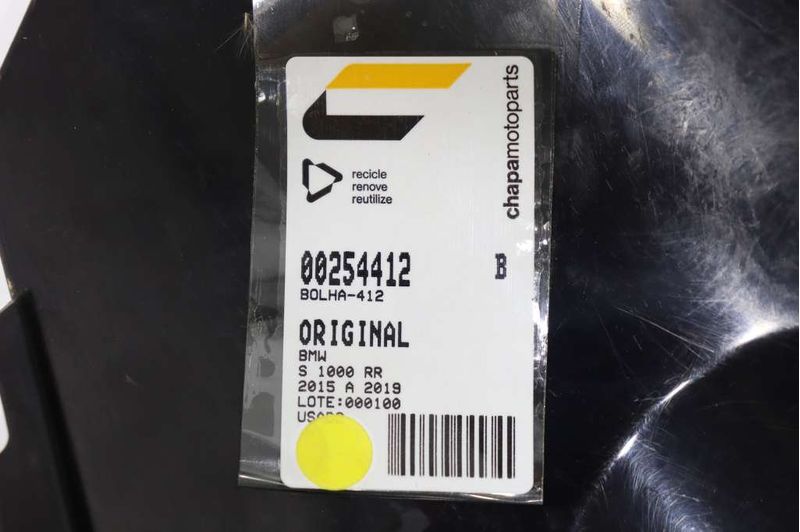 chapamotoparts
recicle
renove
reutilize
00254412 B
BOLHA-412
ORIGINAL
BMW
S 1000 RR
2015 A 2019
LOTE:000100